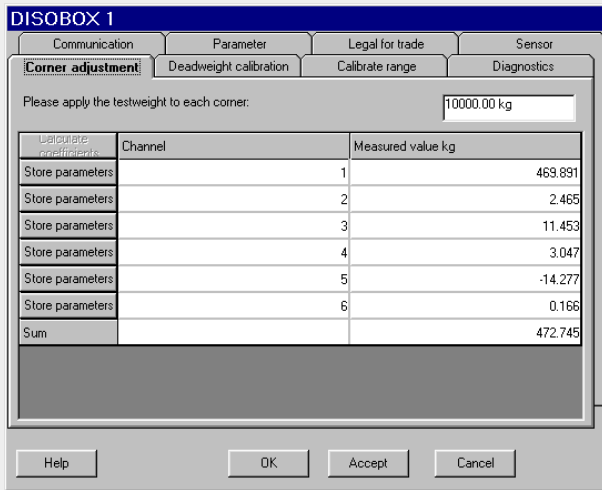 DISOBOX 1
Communication Parameter Legal for trade Sensor
Corner adjustment Deadweight calibration Calibrate range Diagnostics
Please apply the testweight to each corner: 10000.00 kg
Calculate coefficients Channel Measured value kg
Store parameters 1 469.891
Store parameters 2 2.465
Store parameters 3 11.453
Store parameters 4 3.047
Store parameters 5 -14.277
Store parameters 6 0.166
Sum 472.745
Help OK Accept Cancel